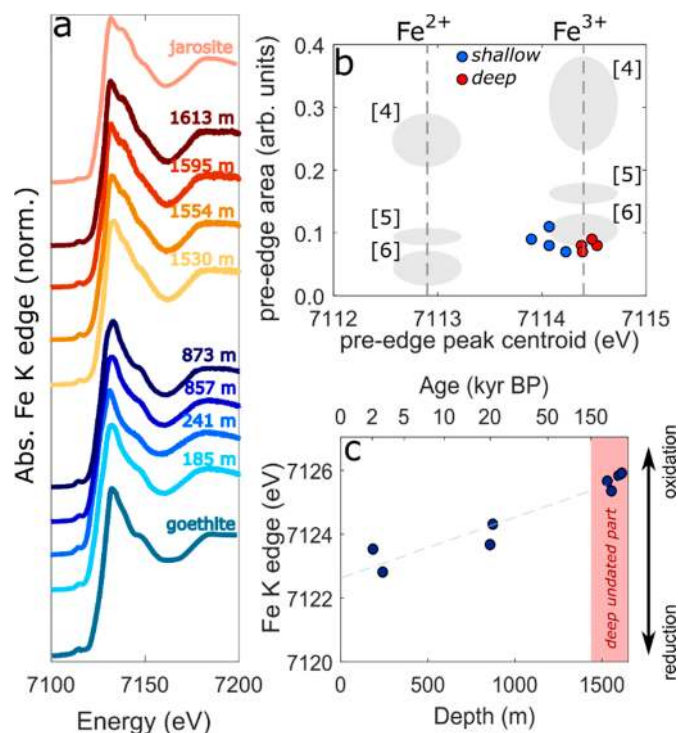 a
jarosite
1613 m
1595 m
1554 m
1530 m
873 m
857 m
241 m
185 m
goethite
Abs. Fe K edge (norm.)
7100 7150 7200
Energy (eV)
Fe2+ Fe3+
b
shallow
deep
[4]
[4]
[5]
[5]
[6]
[6]
pre-edge area (arb. units)
0.4
0.3
0.2
0.1
0.0
7112 7113 7114 7115
pre-edge peak centroid (eV)
Age (kyr BP)
0 2 5 10 20 50 150
c
Fe K edge (eV)
7126
7124
7122
7120
deep undated part
oxidation
reduction
0 500 1000 1500
Depth (m)